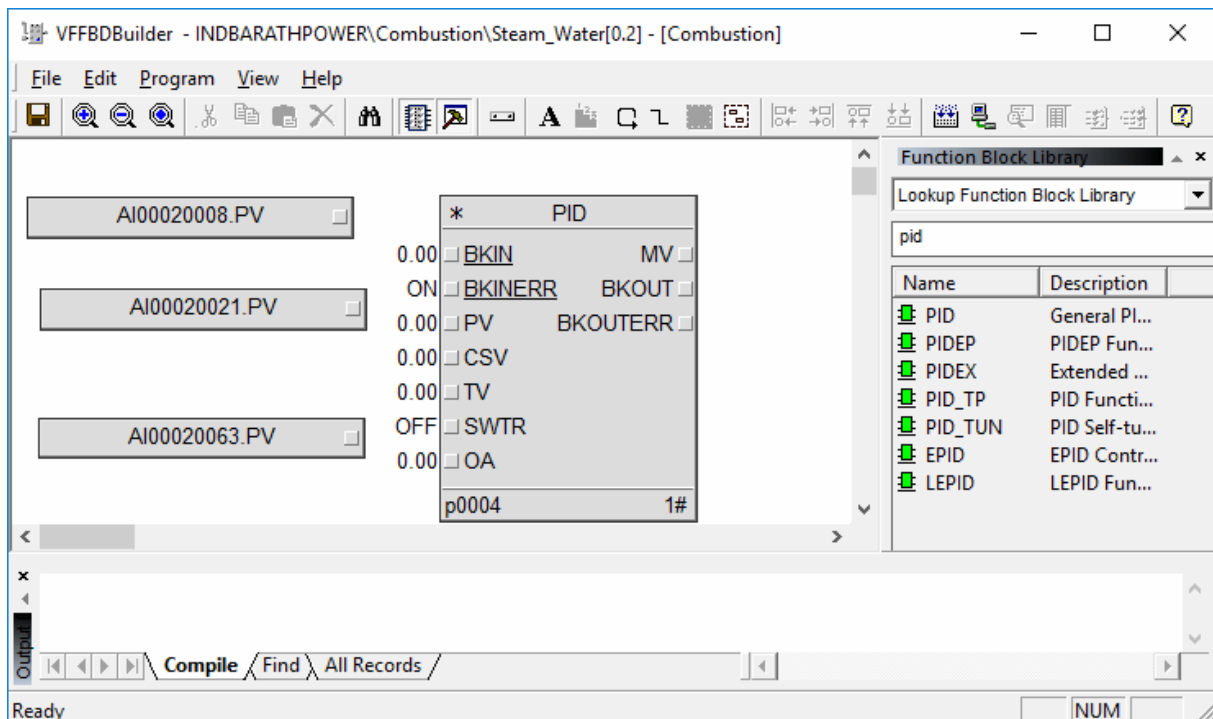 VFFBDBuilder - INDBARATHPOWER\Combustion\Steam_Water[0.2] - [Combustion]
File Edit Program View Help
A
AI00020008.PV
AI00020021.PV
AI00020063.PV
* PID
0.00 BKIN MV
ON BKINERR BKOUT
0.00 PV BKOUTERR
0.00 CSV
0.00 TV
OFF SWTR
0.00 OA
p0004 1#
Function Block Library
Lookup Function Block Library
pid
Name Description
PID General PI...
PIDEP PIDEP Fun...
PIDEX Extended ...
PID_TP PID Functi...
PID_TUN PID Self-tu...
EPID EPID Contr...
LEPID LEPID Fun...
Output
Compile Find All Records
Ready NUM